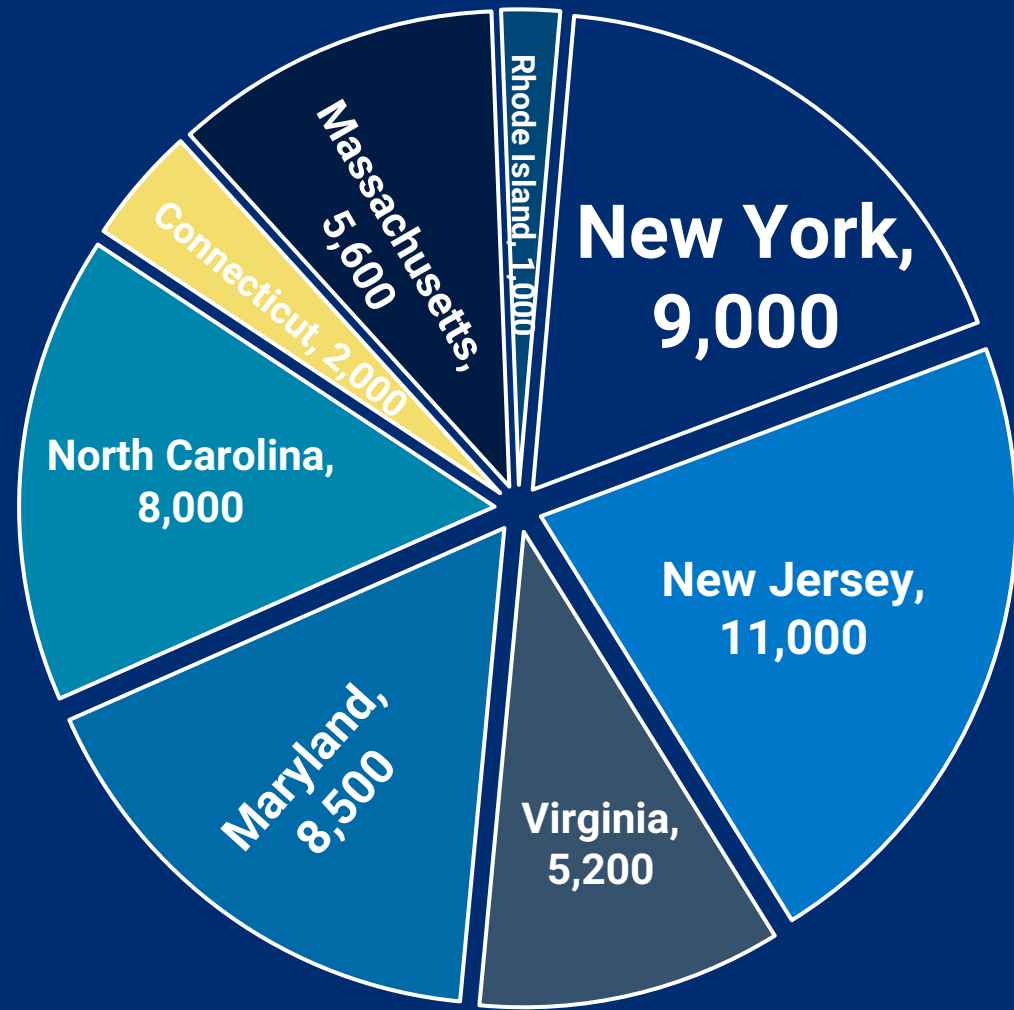 Rhode Island, 1,000
New York,
9,000
New Jersey,
11,000
Virginia,
5,200
Maryland,
8,500
North Carolina,
8,000
Connecticut, 2,000
Massachusetts,
5,600